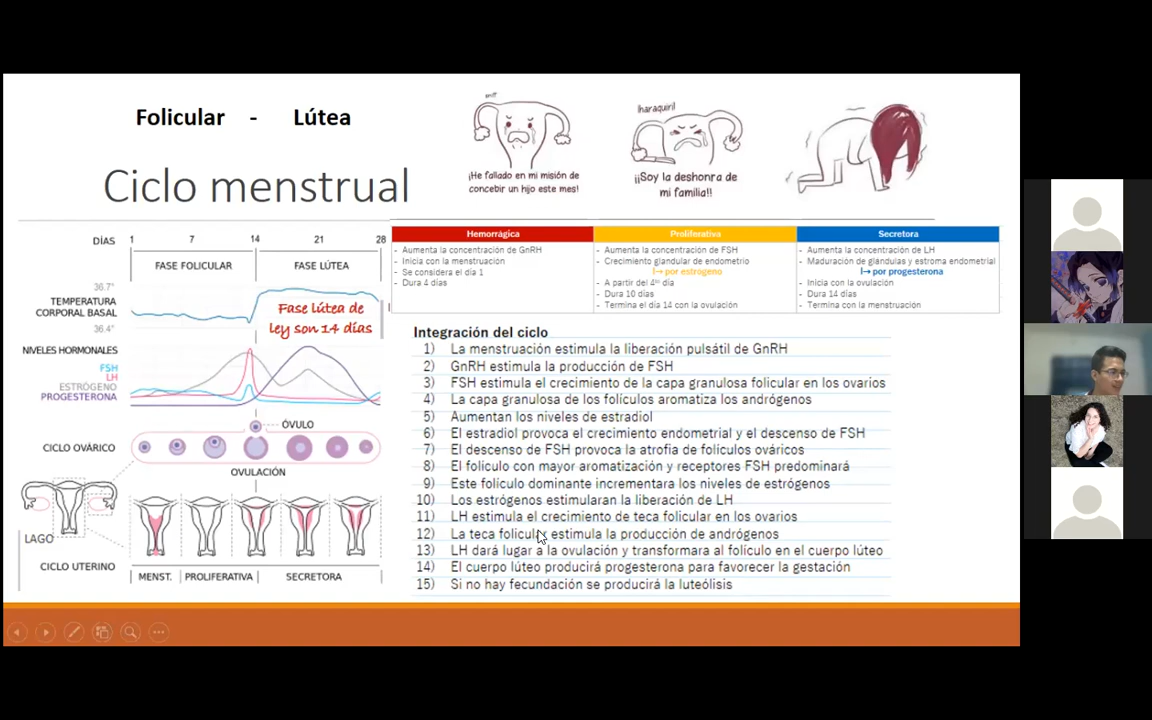 Folicular - Lútea
Ciclo menstrual
sniff
¡He fallado en mi misión de
concebir un hijo este mes!
¡haraquiri!
¡¡Soy la deshonra de
mi familia!!
DÍAS 1 7 14 21 28
FASE FOLICULAR FASE LÚTEA
36.7°
TEMPERATURA
CORPORAL BASAL
36.4°
Fase lútea de
ley son 14 días
NIVELES HORMONALES
FSH
LH
ESTRÓGENO
PROGESTERONA
CICLO OVÁRICO
ÓVULO
OVULACIÓN
LAGO
CICLO UTERINO
MENST. PROLIFERATIVA SECRETORA
Hemorrágica
- Aumenta la concentración de GnRH
- Inicia con la menstruación
- Se considera el día 1
- Dura 4 días
Proliferativa
- Aumenta la concentración de FSH
- Crecimiento glandular de endometrio
→ por estrógeno
- A partir del 4to día
- Duro 10 días
- Termina el día 14 con la ovulación
Secretora
- Aumenta la concentración de LH
- Maduración de glándulas y estroma endometrial
→ por progesterona
- Inicia con la ovulación
- Dura 14 días
- Termina con la menstruación
Integración del ciclo
1) La menstruación estimula la liberación pulsátil de GnRH
2) GnRH estimula la producción de FSH
3) FSH estimula el crecimiento de la capa granulosa folicular en los ovarios
4) La capa granulosa de los folículos aromatiza los andrógenos
5) Aumentan los niveles de estradiol
6) El estradiol provoca el crecimiento endometrial y el descenso de FSH
7) El descenso de FSH provoca la atrofia de folículos ováricos
8) El folículo con mayor aromatización y receptores FSH predominará
9) Este folículo dominante incrementara los niveles de estrógenos
10) Los estrógenos estimularan la liberación de LH
11) LH estimula el crecimiento de teca folicular en los ovarios
12) La teca folicular estimula la producción de andrógenos
13) LH dará lugar a la ovulación y transformara al folículo en el cuerpo lúteo
14) El cuerpo lúteo producirá progesterona para favorecer la gestación
15) Si no hay fecundación se producirá la luteólisis